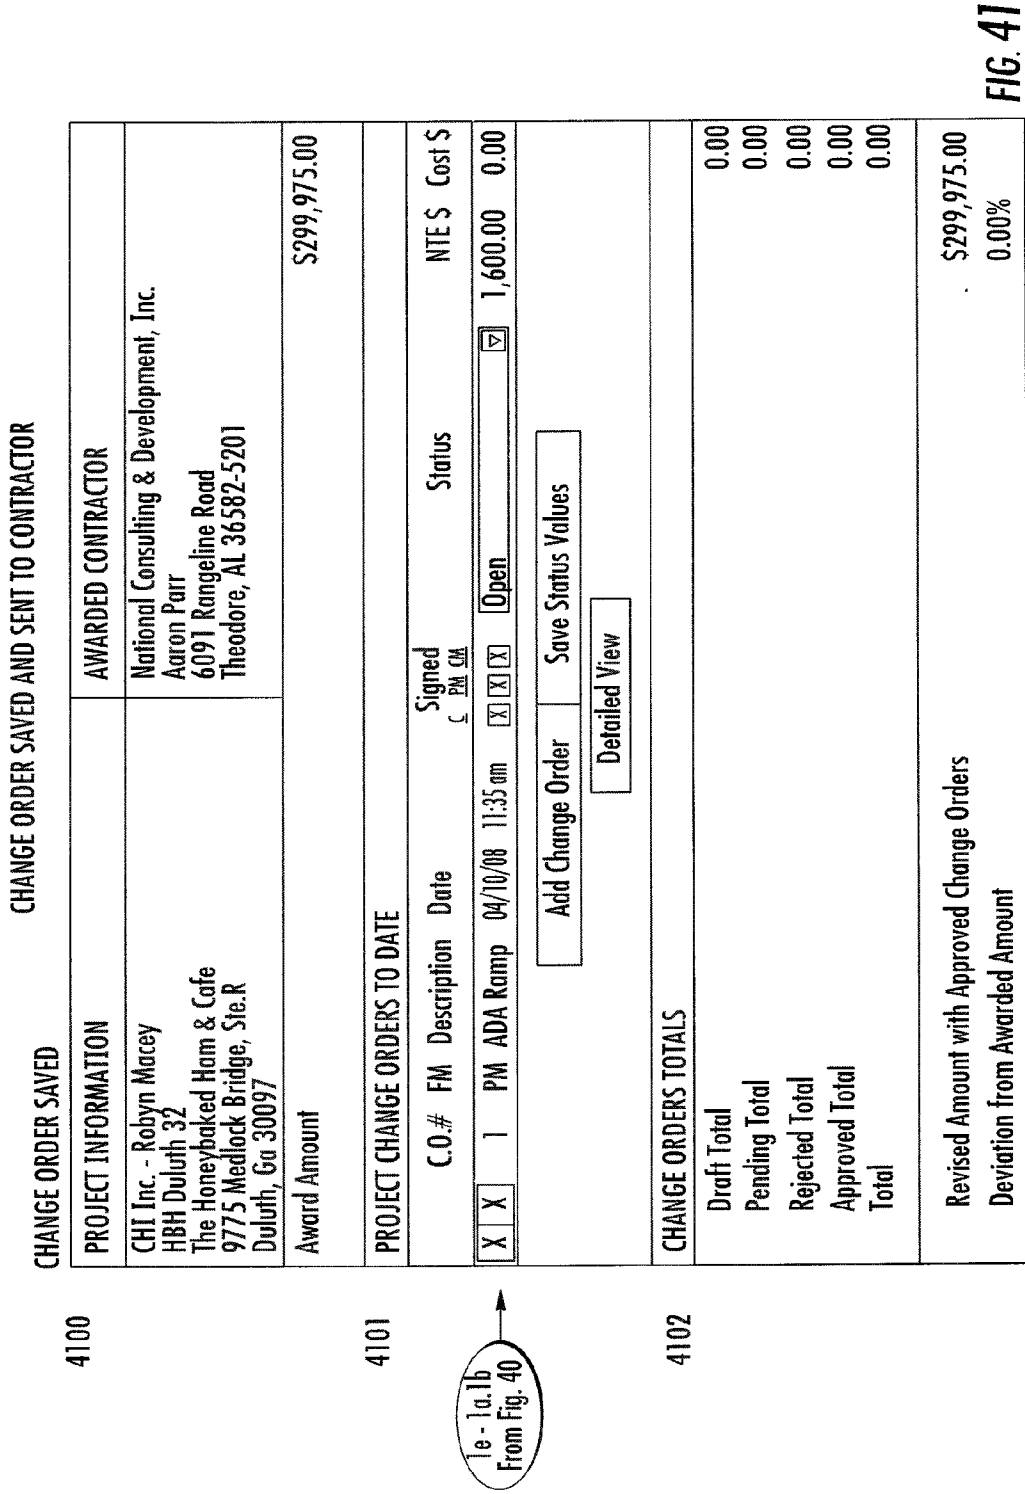 CHANGE ORDER SAVED AND SENT TO CONTRACTOR
CHANGE ORDER SAVED
4100
PROJECT INFORMATION
AWARDED CONTRACTOR
CHI Inc. - Robyn Macey
HBH Duluth 32
The Honeybaked Ham & Cafe
9775 Medlock Bridge, Ste.R
Duluth, Ga 30097
National Consulting & Development, Inc.
Aaron Parr
6091 Rangeline Road
Theodore, AL 36582-5201
Award Amount $299,975.00
4101
PROJECT CHANGE ORDERS TO DATE
C.O.# FM Description Date Signed Status NTE $ Cost $
C PM CM
X X 1 PM ADA Ramp 04/10/08 11:35 am X X X Open 1,600.00 0.00
1e - 1a.1b
From Fig. 40
Add Change Order Save Status Values
Detailed View
4102
CHANGE ORDERS TOTALS
Draft Total 0.00
Pending Total 0.00
Rejected Total 0.00
Approved Total 0.00
Total 0.00
Revised Amount with Approved Change Orders $299,975.00
Deviation from Awarded Amount 0.00%
FIG. 41